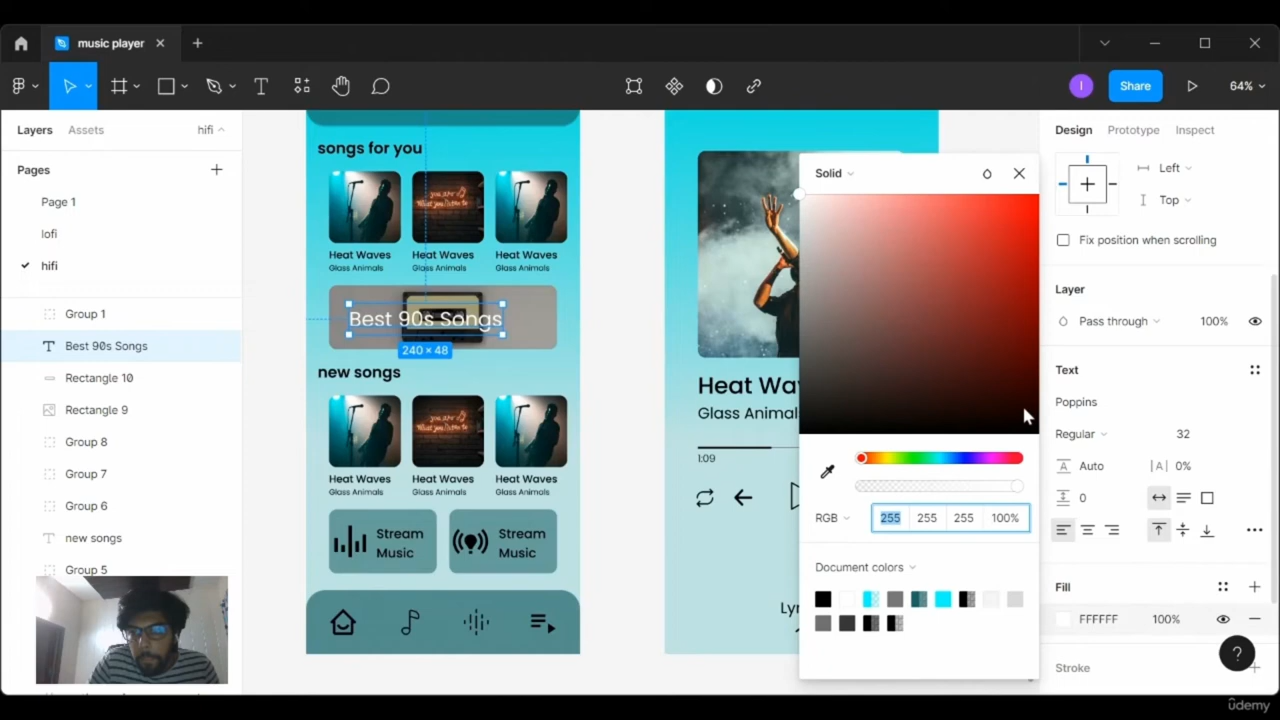 music player
Share
64%
Layers
Assets
hifi
Pages
Page 1
lofi
hifi
Group 1
Best 90s Songs
Rectangle 10
Rectangle 9
Group 8
Group 7
Group 6
new songs
Group 5
songs for you
Heat Waves
Glass Animals
Heat Waves
Glass Animals
Heat Waves
Glass Animals
Best 90s Songs
240 × 48
new songs
Heat Waves
Glass Animals
Heat Waves
Glass Animals
Heat Waves
Glass Animals
Stream
Music
Stream
Music
Heat Wa
Glass Animals
1:09
Lyr
Solid
RGB
255
255
255
100%
Document colors
Design
Prototype
Inspect
Left
Top
Fix position when scrolling
Layer
Pass through
100%
Text
Poppins
Regular
32
Auto
0%
0
Fill
FFFFFF
100%
Stroke
?
ûdemy